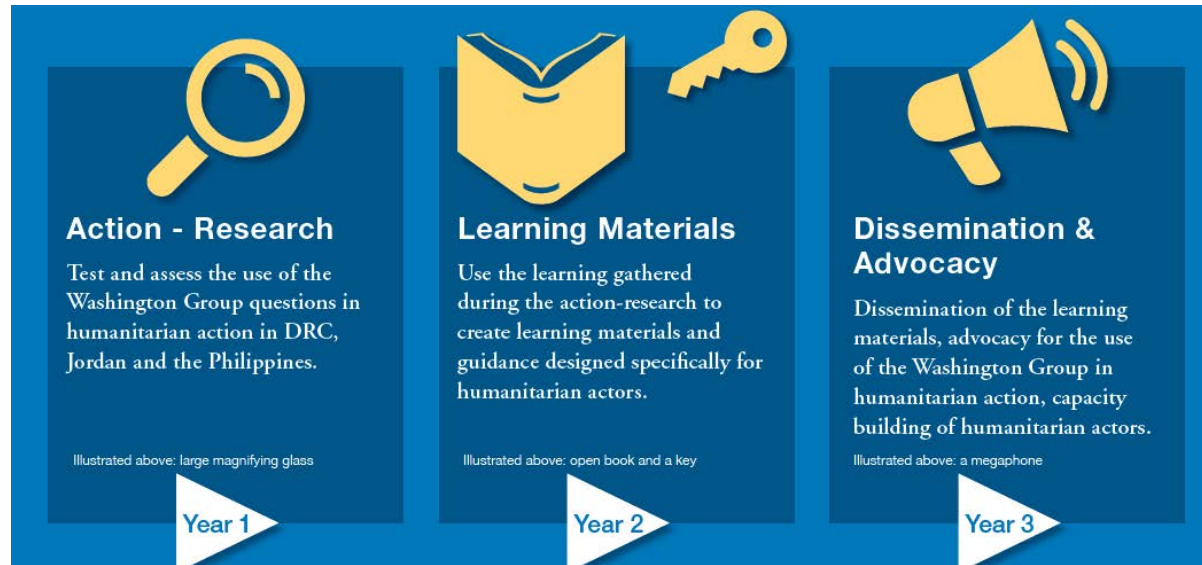 Action - Research
Test and assess the use of the
Washington Group questions in
humanitarian action in DRC,
Jordan and the Philippines.
Illustrated above: large magnifying glass
Year 1
Learning Materials
Use the learning gathered
during the action-research to
create learning materials and
guidance designed specifically for
humanitarian actors.
Illustrated above: open book and a key
Year 2
Dissemination &
Advocacy
Dissemination of the learning
materials, advocacy for the use
of the Washington Group in
humanitarian action, capacity
building of humanitarian actors.
Illustrated above: a megaphone
Year 3